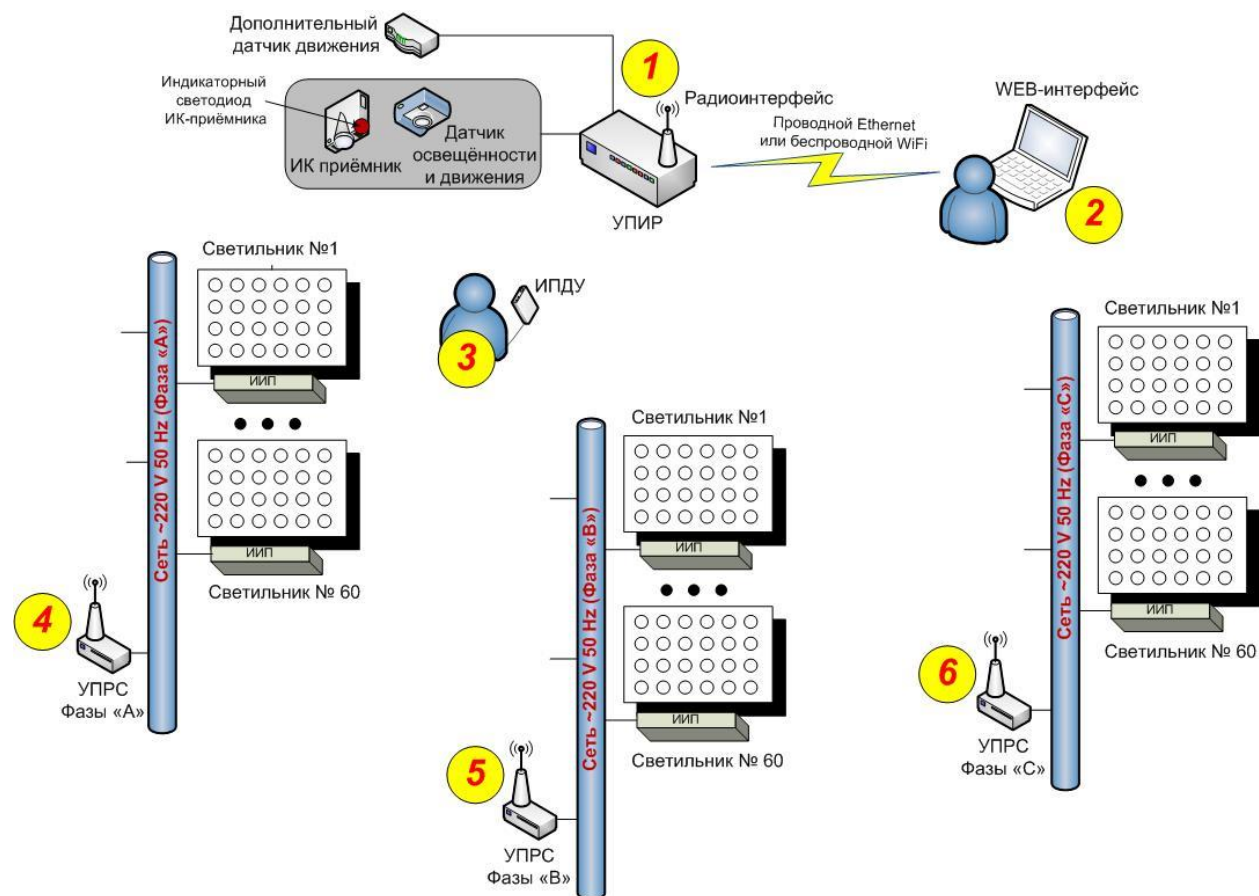 Дополнительный
датчик движения
Индикаторный
светодиод
ИК-приёмника
ИК приёмник
Датчик
освещённости
и движения
1
Радиоинтерфейс
УПИР
Проводной Ethernet
или беспроводной WiFi
WEB-интерфейс
2
Светильник №1
Сеть ~220 V 50 Hz (Фаза «А»)
ИИП
ИИП
Светильник № 60
4
УПРС
Фазы «А»
ИПДУ
3
Светильник №1
Сеть ~220 V 50 Hz (Фаза «В»)
ИИП
ИИП
Светильник № 60
5
УПРС
Фазы «В»
Светильник №1
Сеть ~220 V 50 Hz (Фаза «С»)
ИИП
ИИП
Светильник № 60
6
УПРС
Фазы «С»